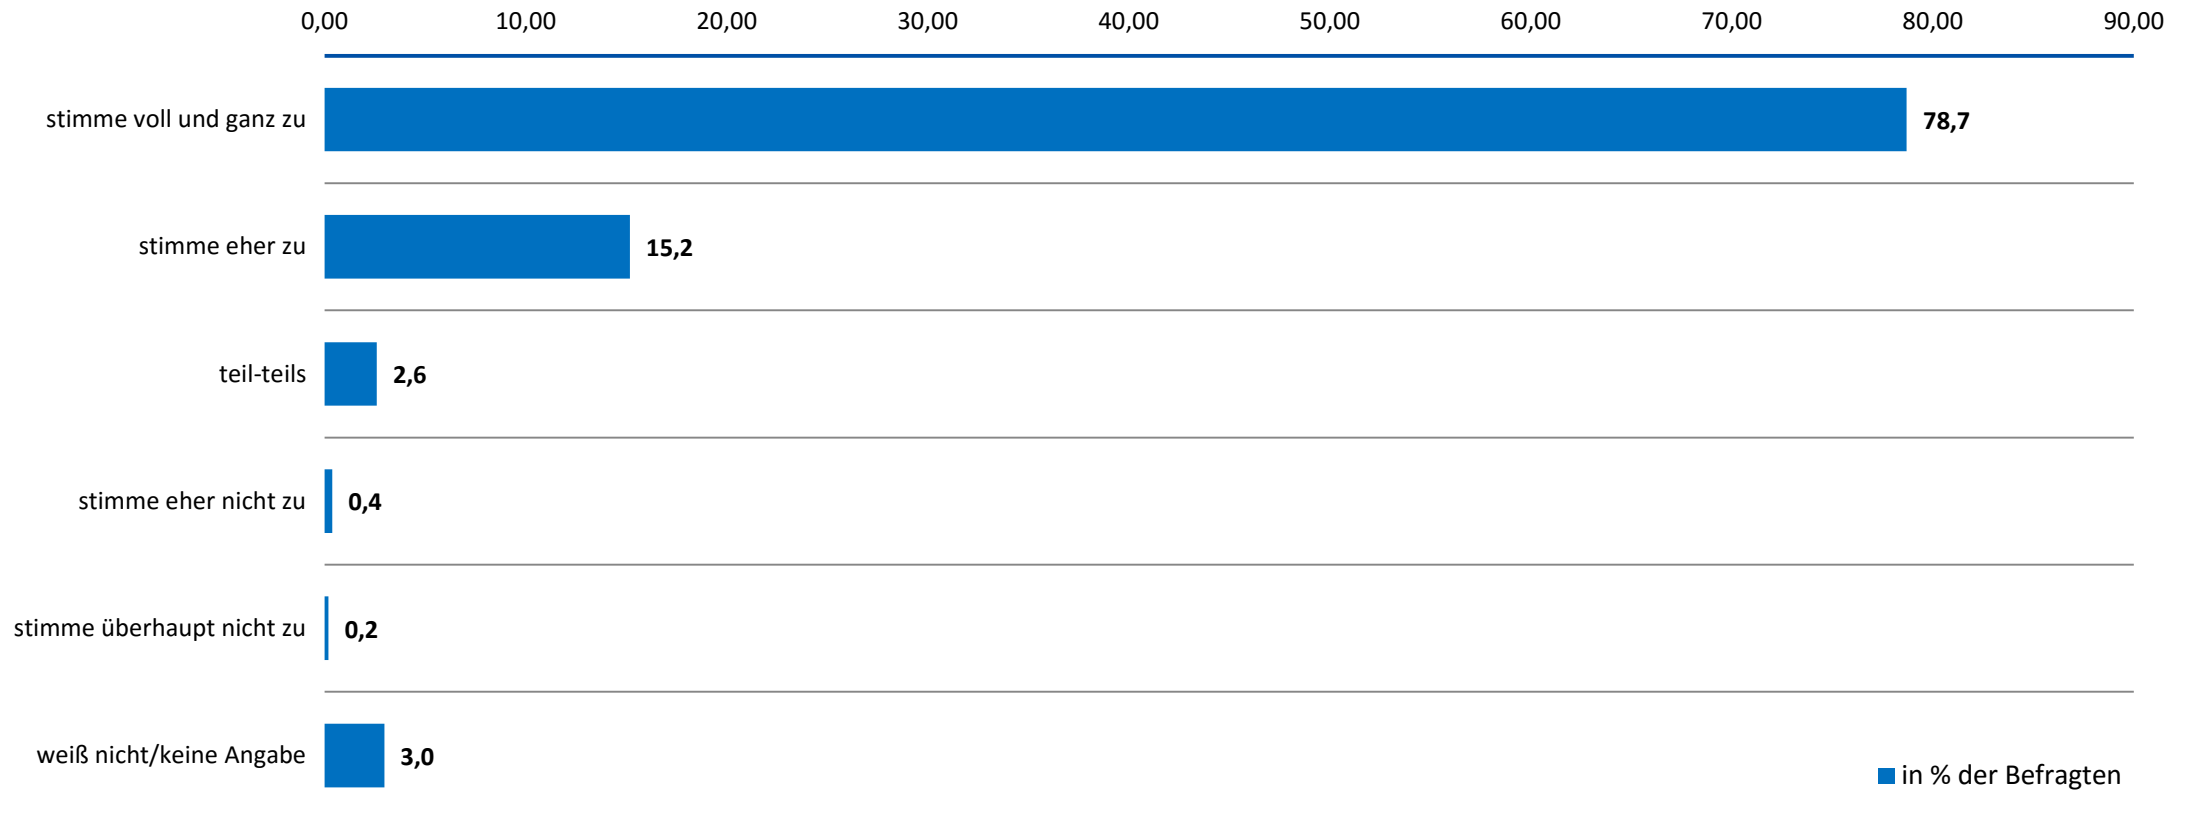 0,00 10,00 20,00 30,00 40,00 50,00 60,00 70,00 80,00 90,00
stimme voll und ganz zu 78,7
stimme eher zu 15,2
teil-teils 2,6
stimme eher nicht zu 0,4
stimme überhaupt nicht zu 0,2
weiß nicht/keine Angabe 3,0
in % der Befragten